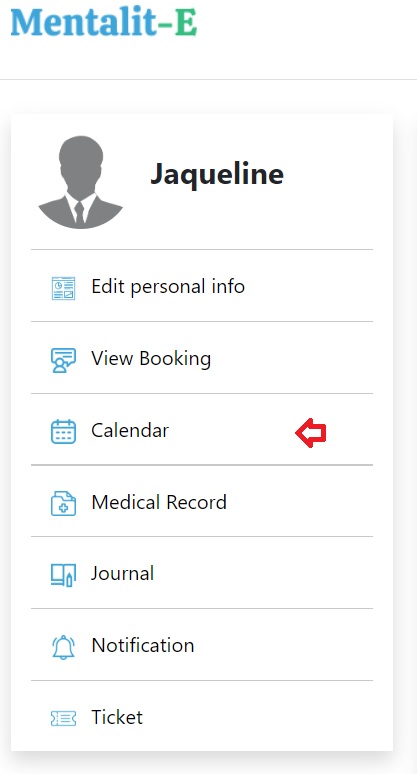 Mentalit-E
Jaqueline
Edit personal info
View Booking
Calendar
Medical Record
Journal
Notification
Ticket